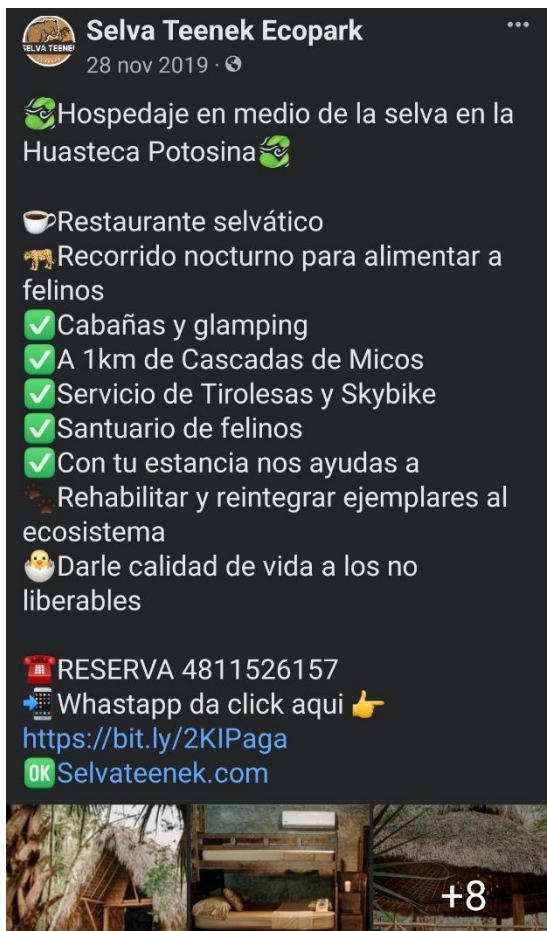 SELVA TEENEK
Selva Teenek Ecopark
28 nov 2019 ·
Hospedaje en medio de la selva en la
Huasteca Potosina
Restaurante selvático
Recorrido nocturno para alimentar a
felinos
Cabañas y glamping
A 1km de Cascadas de Micos
Servicio de Tirolesas y Skybike
Santuario de felinos
Con tu estancia nos ayudas a
Rehabilitar y reintegrar ejemplares al
ecosistema
Darle calidad de vida a los no
liberables
RESERVA 4811526157
Whastapp da click aqui
https://bit.ly/2KIPaga
OK Selvateenek.com
+8